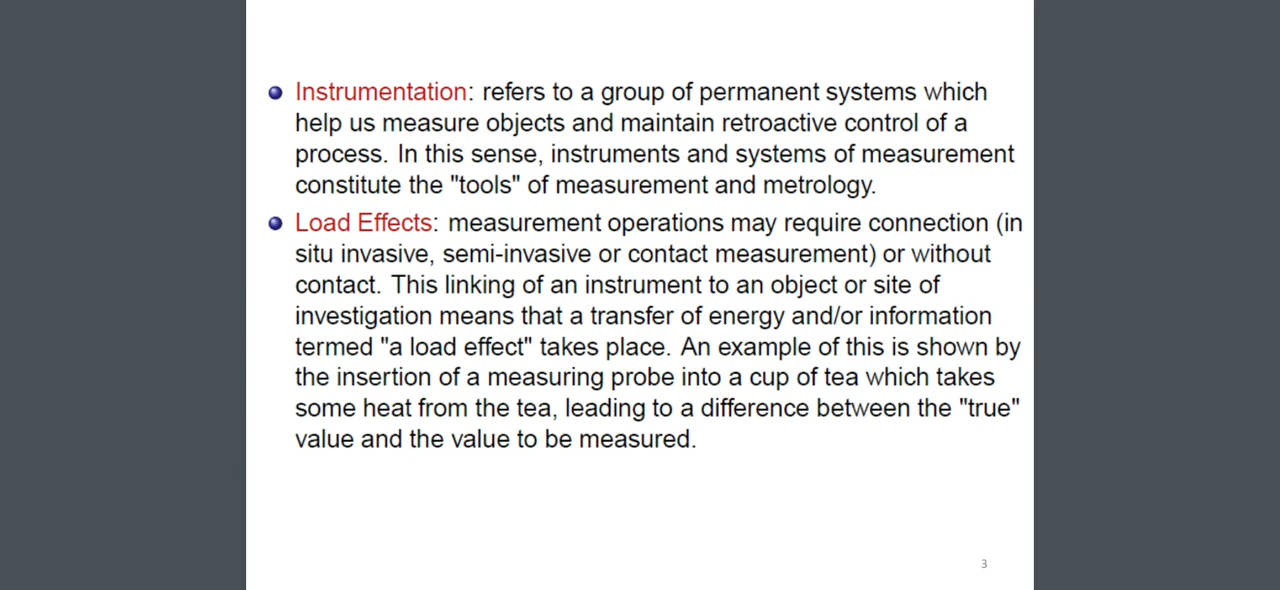 Instrumentation: refers to a group of permanent systems which
help us measure objects and maintain retroactive control of a
process. In this sense, instruments and systems of measurement
constitute the "tools" of measurement and metrology.
Load Effects: measurement operations may require connection (in
situ invasive, semi-invasive or contact measurement) or without
contact. This linking of an instrument to an object or site of
investigation means that a transfer of energy and/or information
termed "a load effect" takes place. An example of this is shown by
the insertion of a measuring probe into a cup of tea which takes
some heat from the tea, leading to a difference between the "true"
value and the value to be measured.
3